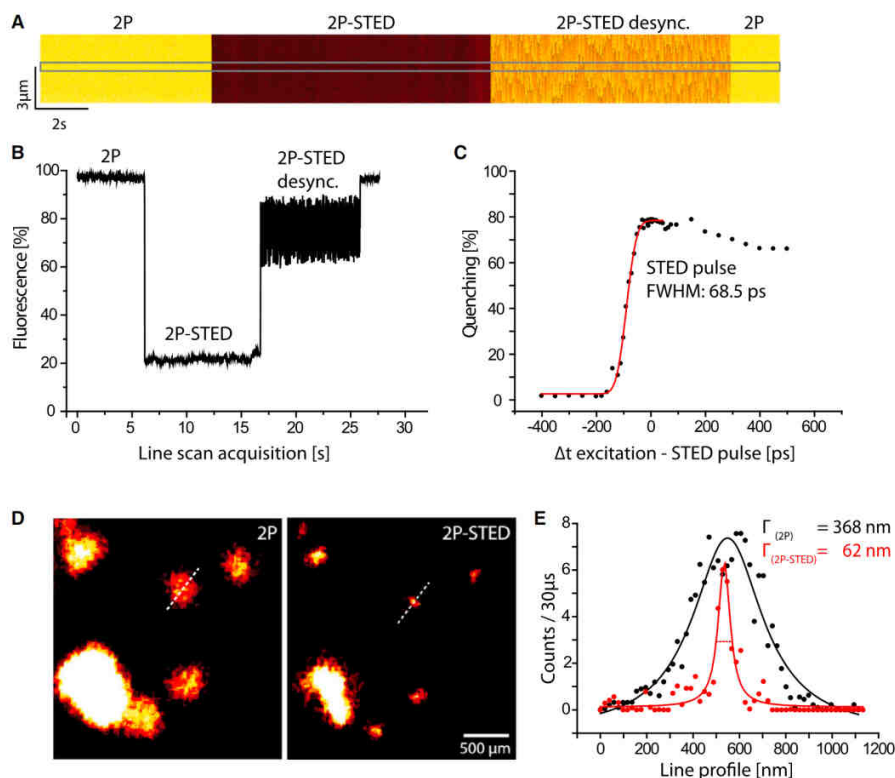 A
2P
2P-STED
2P-STED desync.
2P
3µm
2s
B
2P
2P-STED
desync.
2P-STED
Fluorescence [%]
100
80
60
40
20
0
0 5 10 15 20 25 30
Line scan acquisition [s]
C
Quenching [%]
100
80
60
40
20
0
STED pulse
FWHM: 68.5 ps
-400 -200 0 200 400 600
Δt excitation - STED pulse [ps]
D
2P
2P-STED
500 µm
E
Γ(2P) = 368 nm
Γ(2P-STED) = 62 nm
Counts / 30µs
8
6
4
2
0
0 200 400 600 800 1000 1200
Line profile [nm]